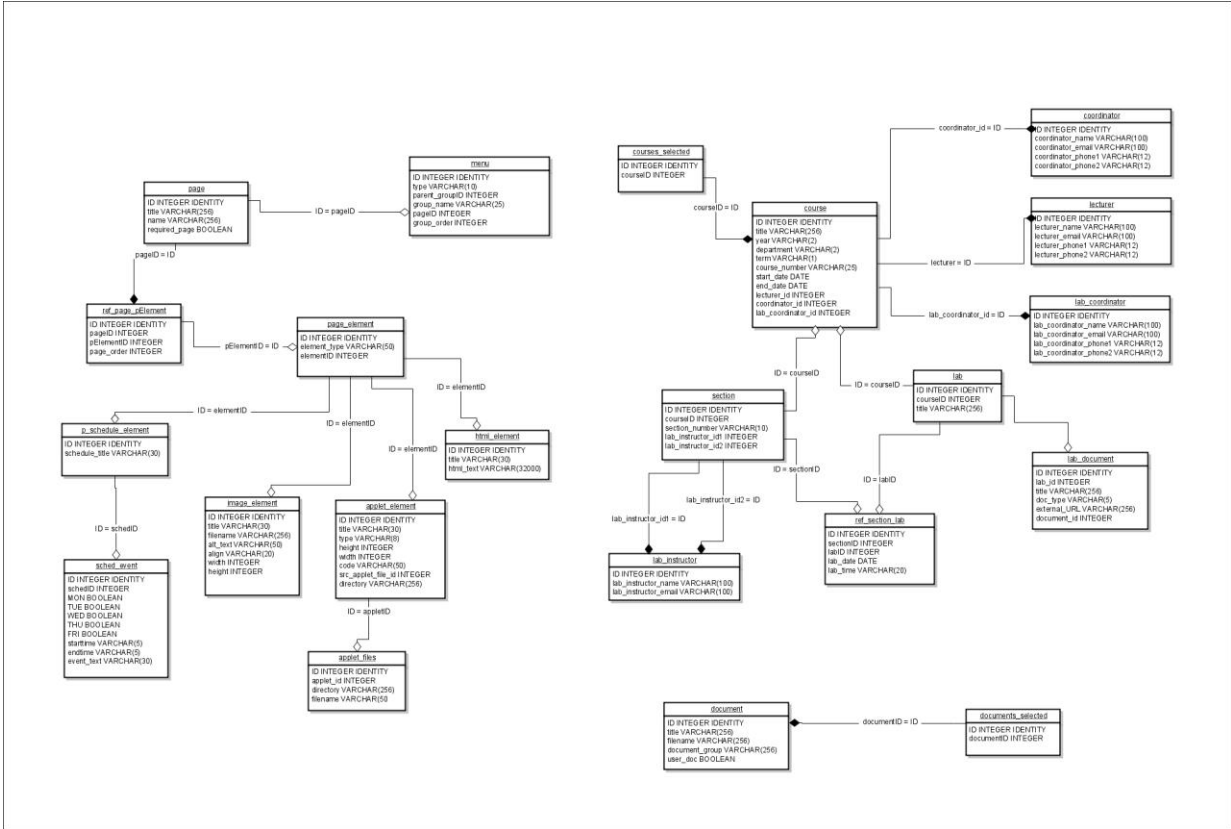 page
ID INTEGER IDENTITY
title VARCHAR(256)
name VARCHAR(256)
required_page BOOLEAN
ID = pageID
menu
ID INTEGER IDENTITY
type VARCHAR(10)
parent_groupID INTEGER
group_name VARCHAR(25)
pageID INTEGER
group_order INTEGER
pageID = ID
ref_page_pElement
ID INTEGER IDENTITY
pageID INTEGER
pElementID INTEGER
page_order INTEGER
pElementID = ID
page_element
ID INTEGER IDENTITY
element_type VARCHAR(50)
elementID INTEGER
ID = elementID
ID = elementID
ID = elementID
ID = elementID
p_schedule_element
ID INTEGER IDENTITY
schedule_title VARCHAR(30)
html_element
ID INTEGER IDENTITY
title VARCHAR(30)
html_text VARCHAR(32000)
image_element
ID INTEGER IDENTITY
title VARCHAR(30)
filename VARCHAR(256)
alt_text VARCHAR(50)
align VARCHAR(20)
width INTEGER
height INTEGER
applet_element
ID INTEGER IDENTITY
title VARCHAR(30)
type VARCHAR(8)
height INTEGER
width INTEGER
code VARCHAR(50)
src_applet_file_id INTEGER
directory VARCHAR(256)
ID = schedID
sched_event
ID INTEGER IDENTITY
schedID INTEGER
MON BOOLEAN
TUE BOOLEAN
WED BOOLEAN
THU BOOLEAN
FRI BOOLEAN
starttime VARCHAR(5)
endtime VARCHAR(5)
event_text VARCHAR(30)
ID = appletID
applet_files
ID INTEGER IDENTITY
applet_id INTEGER
directory VARCHAR(256)
filename VARCHAR(50
courses_selected
ID INTEGER IDENTITY
courseID INTEGER
courseID = ID
course
ID INTEGER IDENTITY
title VARCHAR(256)
year VARCHAR(2)
department VARCHAR(2)
term VARCHAR(1)
course_number VARCHAR(25)
start_date DATE
end_date DATE
lecturer_id INTEGER
coordinator_id INTEGER
lab_coordinator_id INTEGER
coordinator_id = ID
coordinator
ID INTEGER IDENTITY
coordinator_name VARCHAR(100)
coordinator_email VARCHAR(100)
coordinator_phone1 VARCHAR(12)
coordinator_phone2 VARCHAR(12)
lecturer = ID
lecturer
ID INTEGER IDENTITY
lecturer_name VARCHAR(100)
lecturer_email VARCHAR(100)
lecturer_phone1 VARCHAR(12)
lecturer_phone2 VARCHAR(12)
lab_coordinator_id = ID
lab_coordinator
ID INTEGER IDENTITY
lab_coordinator_name VARCHAR(100)
lab_coordinator_email VARCHAR(100)
lab_coordinator_phone1 VARCHAR(12)
lab_coordinator_phone2 VARCHAR(12)
ID = courseID
ID = courseID
section
ID INTEGER IDENTITY
courseID INTEGER
section_number VARCHAR(10)
lab_instructor_id1 INTEGER
lab_instructor_id2 INTEGER
lab
ID INTEGER IDENTITY
courseID INTEGER
title VARCHAR(256)
ID = sectionID
ID = labID
lab_document
ID INTEGER IDENTITY
lab_id INTEGER
title VARCHAR(256)
doc_type VARCHAR(5)
external_URL VARCHAR(256)
document_id INTEGER
lab_instructor_id2 = ID
lab_instructor_id1 = ID
ref_section_lab
ID INTEGER IDENTITY
sectionID INTEGER
labID INTEGER
lab_date DATE
lab_time VARCHAR(20)
lab_instructor
ID INTEGER IDENTITY
lab_instructor_name VARCHAR(100)
lab_instructor_email VARCHAR(100)
document
ID INTEGER IDENTITY
title VARCHAR(256)
filename VARCHAR(256)
document_group VARCHAR(256)
user_doc BOOLEAN
documentID = ID
documents_selected
ID INTEGER IDENTITY
documentID INTEGER